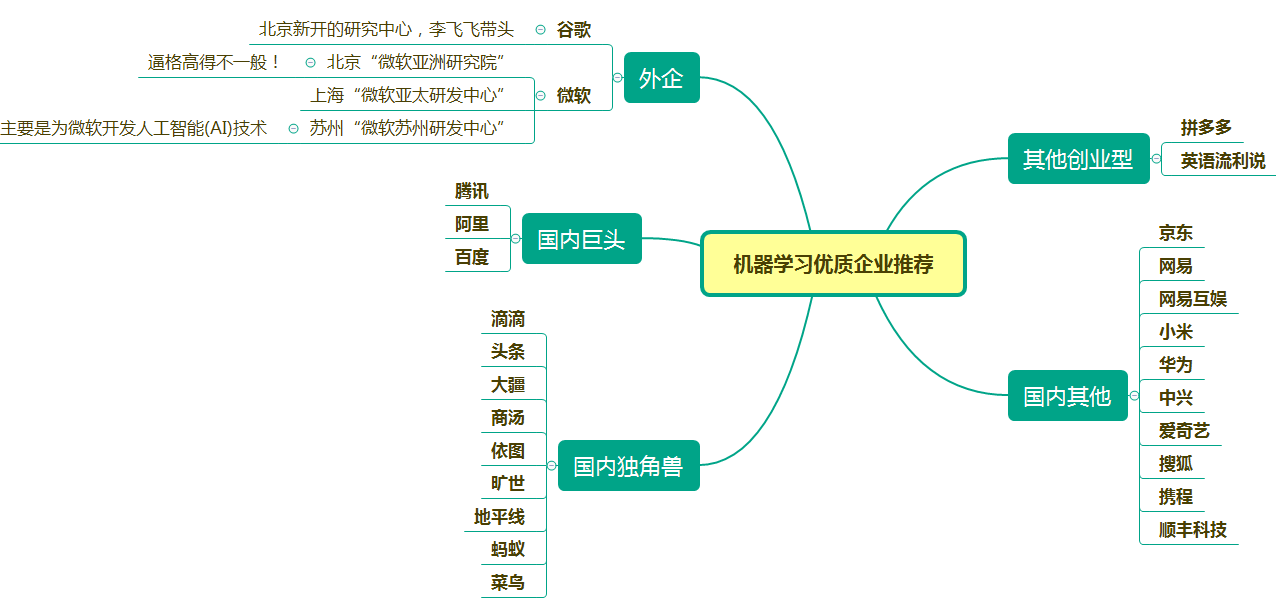 机器学习优质企业推荐
外企
谷歌
北京新开的研究中心，李飞飞带头
微软
北京“微软亚洲研究院”
逼格高得不一般！
上海“微软亚太研发中心”
苏州“微软苏州研发中心”
主要是为微软开发人工智能(AI)技术
国内巨头
腾讯
阿里
百度
国内独角兽
滴滴
头条
大疆
商汤
依图
旷世
地平线
蚂蚁
菜鸟
其他创业型
拼多多
英语流利说
国内其他
京东
网易
网易互娱
小米
华为
中兴
爱奇艺
搜狐
携程
顺丰科技